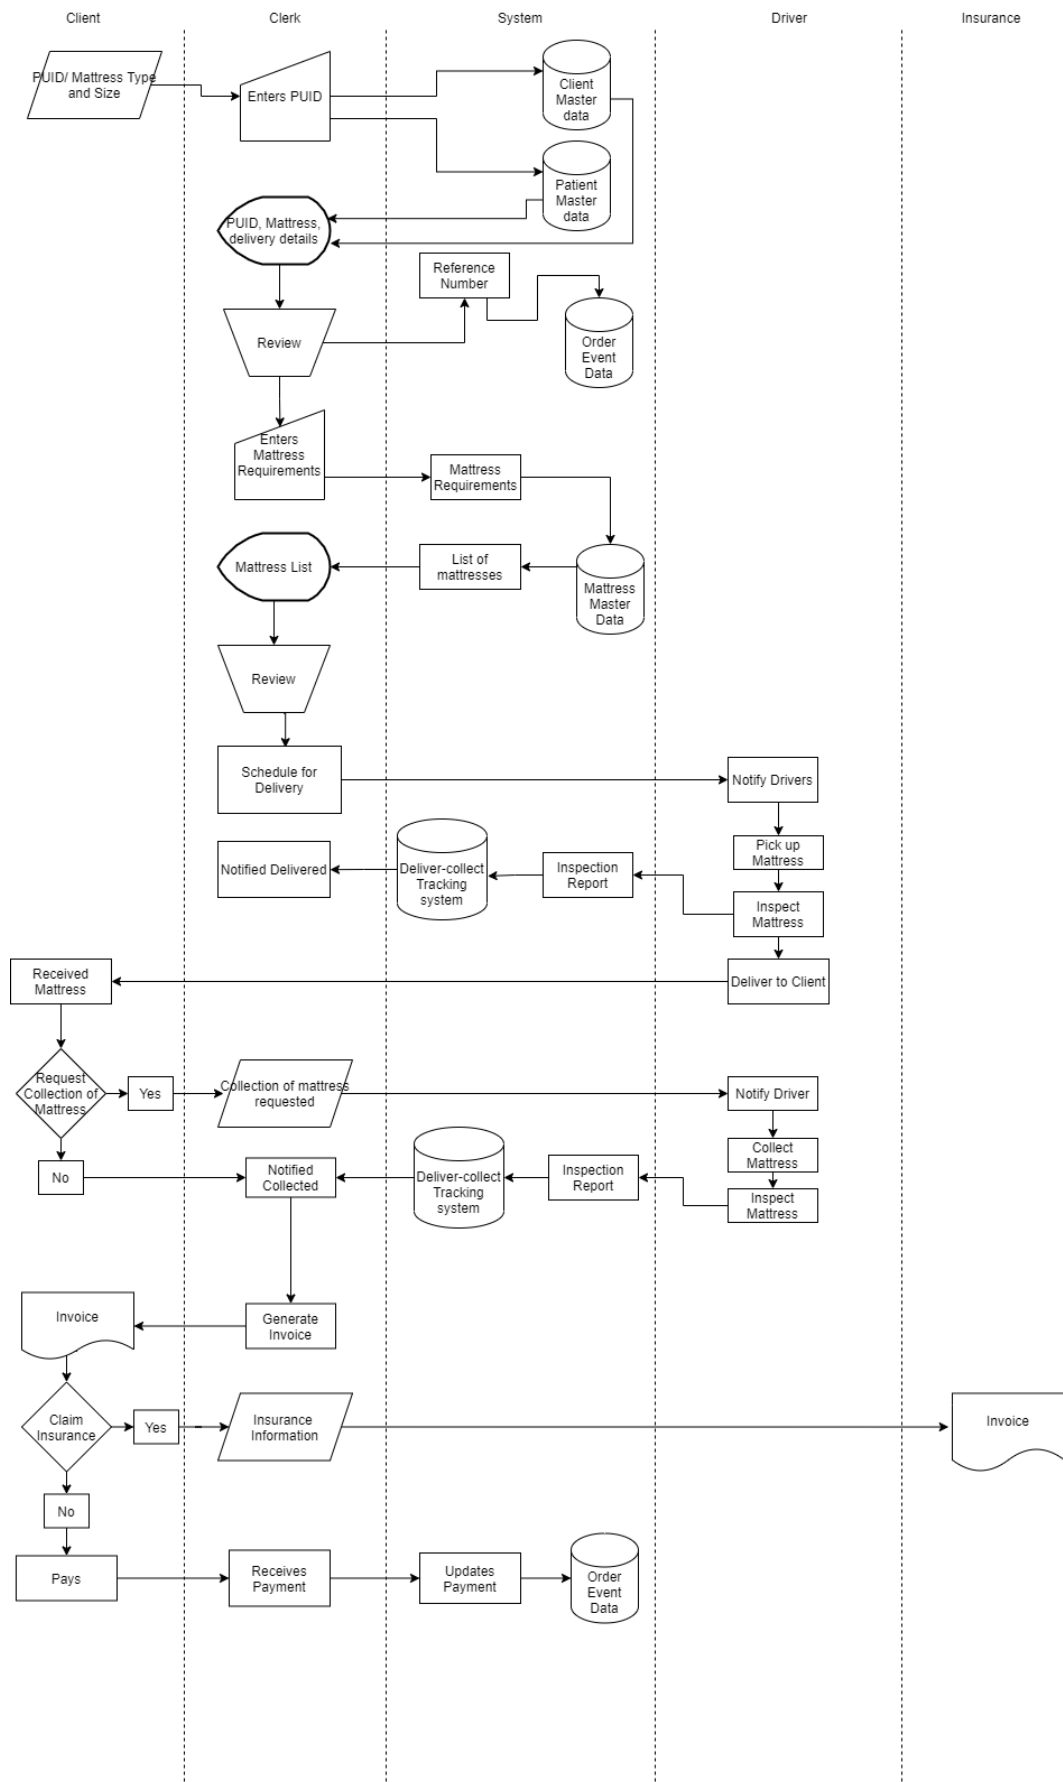 Client
Clerk
System
Driver
Insurance
PUID/ Mattress Type
and Size
Enters PUID
Client
Master
data
Patient
Master
data
PUID, Mattress,
delivery details
Reference
Number
Review
Order
Event
Data
Enters
Mattress
Requirements
Mattress
Requirements
Mattress List
List of
mattresses
Mattress
Master
Data
Review
Schedule for
Delivery
Notify Drivers
Pick up
Mattress
Notified Delivered
Deliver-collect
Tracking
system
Inspection
Report
Inspect
Mattress
Received
Mattress
Deliver to Client
Request
Collection of
Mattress
Yes
Collection of mattress
requested
Notify Driver
Collect
Mattress
No
Notified
Collected
Deliver-collect
Tracking
system
Inspection
Report
Inspect
Mattress
Invoice
Generate
Invoice
Claim
Insurance
Yes
Insurance
Information
Invoice
No
Pays
Receives
Payment
Updates
Payment
Order
Event
Data